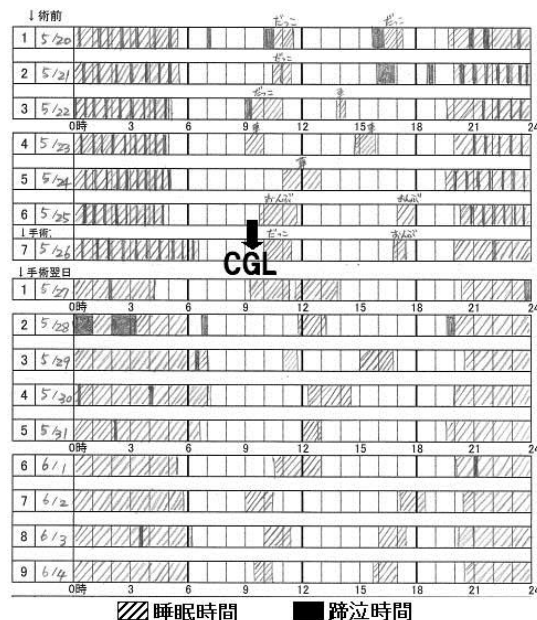 ↓術前
だっこ だっこ
1 5/20
だっこ
2 5/21
だっこ 車
3 5/22
0時 3 6 9 12 15 18 21 24
車 車
4 5/23
車
5 5/24
おんぶ おんぶ
6 5/25
↓手術
だっこ おんぶ
7 5/26
CGL
↓手術翌日
1 5/27
0時 3 6 9 12 15 18 21 24
2 5/28
3 5/29
4 5/30
5 5/31
0時 3 6 9 12 15 18 21 24
6 6/1
7 6/2
8 6/3
9 6/4
0時 3 6 9 12 15 18 21 24
睡眠時間 蹄泣時間